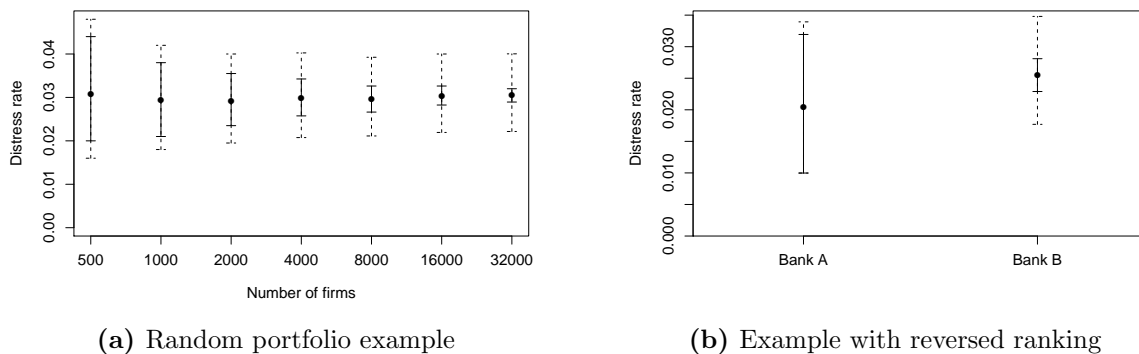 Distress rate
0.00 0.01 0.02 0.03 0.04
500 1000 2000 4000 8000 16000 32000
Number of firms
(a) Random portfolio example
Distress rate
0.000 0.010 0.020 0.030
Bank A Bank B
(b) Example with reversed ranking